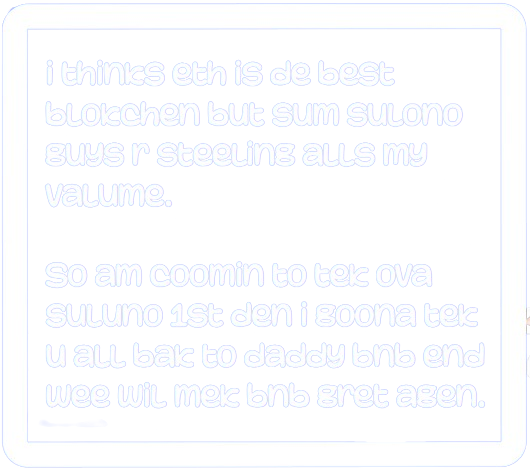 i thinks eth is de best
blokchen but sum sulono
guys r steeling alls my
valume.

So am coomin to tek ova
suluno 1st den i goona tek
u all bak to daddy bnb end
wee wil mek bnb gret agen.